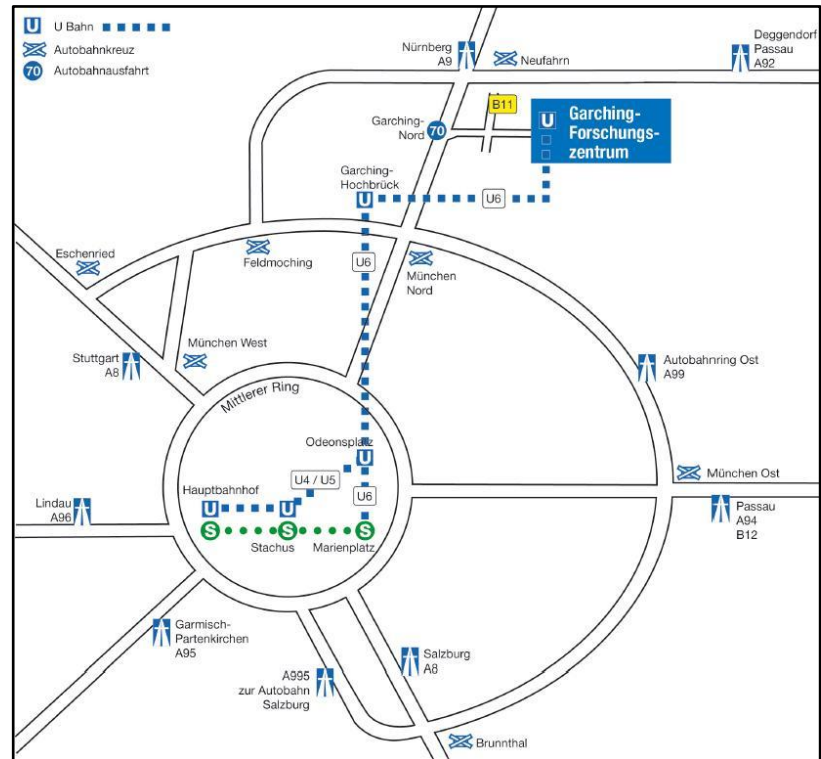 U U Bahn
Autobahnkreuz
70 Autobahnausfahrt
Nürnberg
A9
Neufahrn
Deggendorf
Passau
A92
B11
Garching-
Nord
70
U Garching-
Forschungs-
zentrum
Garching-
Hochbrück
U
U6
Eschenried
Feldmoching
U6
München
Nord
Stuttgart
A8
München West
Autobahnring Ost
A99
Mittlerer Ring
Odeonsplatz
U
U4 / U5
München Ost
Hauptbahnhof
U6
Lindau
A96
U
U
Passau
A94
B12
S
S
S
Stachus
Marienplatz
Garmisch-
Partenkirchen
A95
Salzburg
A8
A995
zur Autobahn
Salzburg
Brunnthal